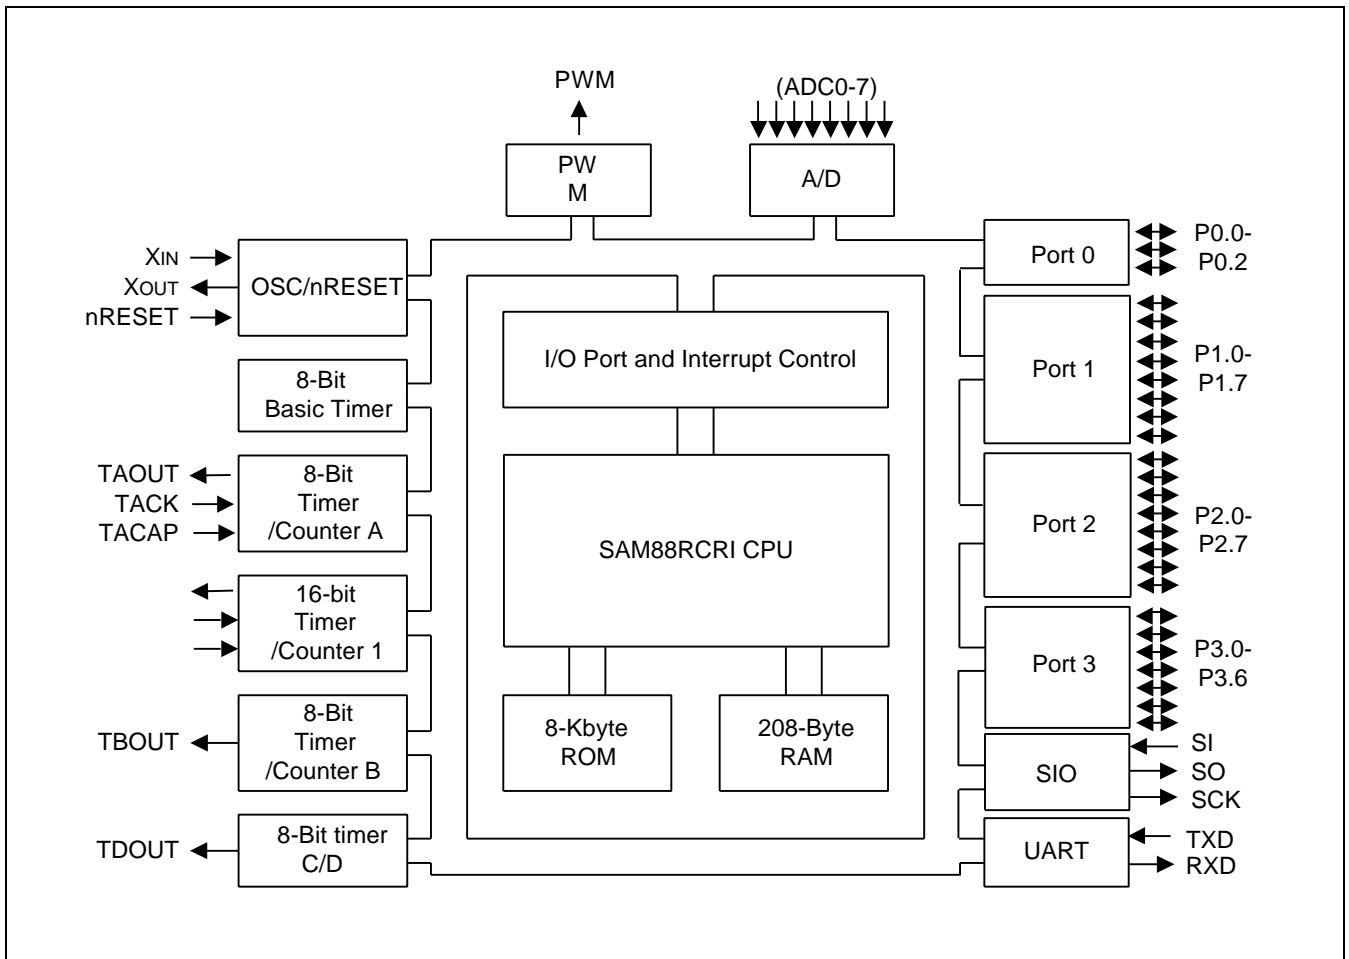 PWM
(ADC0-7)
PW
M
A/D
XIN
XOUT
nRESET
OSC/nRESET
Port 0
P0.0-
P0.2
I/O Port and Interrupt Control
8-Bit
Basic Timer
Port 1
P1.0-
P1.7
TAOUT
TACK
TACAP
8-Bit
Timer
/Counter A
SAM88RCRI CPU
Port 2
P2.0-
P2.7
16-bit
Timer
/Counter 1
Port 3
P3.0-
P3.6
TBOUT
8-Bit
Timer
/Counter B
8-Kbyte
ROM
208-Byte
RAM
SIO
SI
SO
SCK
TDOUT
8-Bit timer
C/D
UART
TXD
RXD